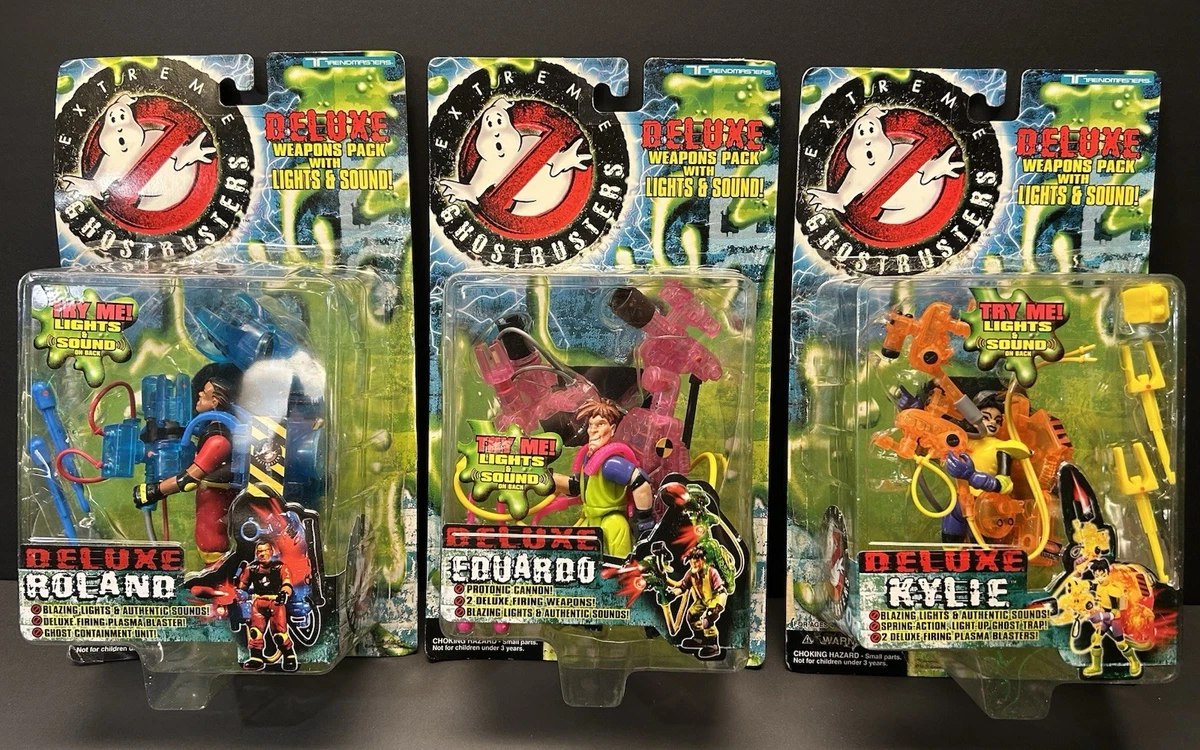 EXTREME
GHOSTBUSTERS
TRENDMASTERS
DELUXE
WEAPONS PACK
WITH
LIGHTS & SOUND!
TRY ME!
LIGHTS
&
SOUND
ON BACK
DELUXE
ROLAND
BLAZING LIGHTS & AUTHENTIC SOUNDS!
DELUXE FIRING PLASMA BLASTER!
GHOST CONTAINMENT UNIT!
Not for children un
EXTREME
GHOSTBUSTERS
TRENDMASTERS
DELUXE
WEAPONS PACK
WITH
LIGHTS & SOUND!
TRY ME!
LIGHTS
&
SOUND
ON BACK
DELUXE
EDUARDO
PROTONIC CANNON!
2 DELUXE FIRING WEAPONS!
BLAZING LIGHTS & AUTHENTIC SOUNDS!
CHOKING HAZARD - Small parts.
Not for children under 3 years.
EXTREME
GHOSTBUSTERS
TRENDMASTERS
DELUXE
WEAPONS PACK
WITH
LIGHTS & SOUND!
TRY ME!
LIGHTS
&
SOUND
ON BACK
DELUXE
KYLIE
BLAZING LIGHTS & AUTHENTIC SOUNDS!
SPRING-ACTION, LIGHT UP GHOST TRAP!
2 DELUXE FIRING PLASMA BLASTERS!
FOR AGES
WARN
CHOKING HAZARD - Small parts.
Not for children under 3 years.